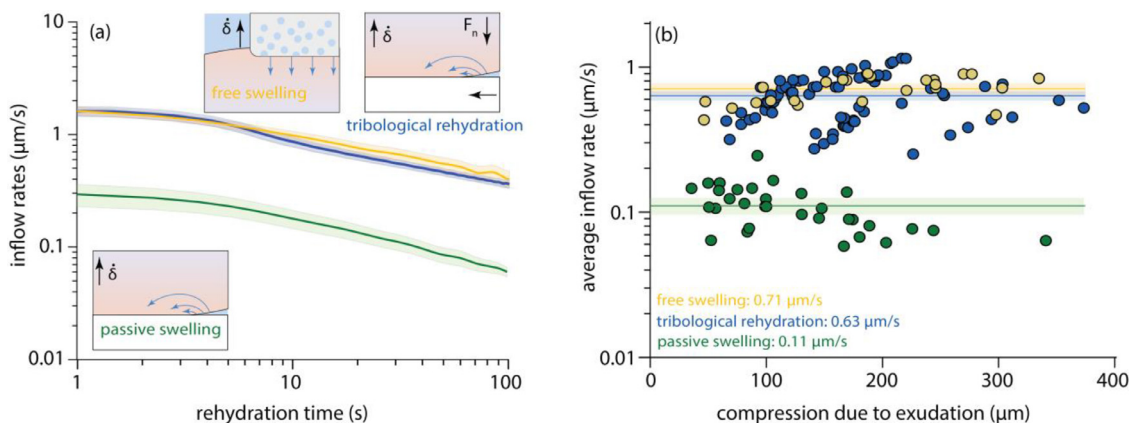 (a)
10
1
0.1
0.01
inflow rates (μm/s)
1
10
100
rehydration time (s)
δ̇
free swelling
δ̇
Fn
tribological rehydration
δ̇
passive swelling
(b)
1
0.1
0.01
average inflow rate (μm/s)
free swelling: 0.71 μm/s
tribological rehydration: 0.63 μm/s
passive swelling: 0.11 μm/s
0
100
200
300
400
compression due to exudation (μm)